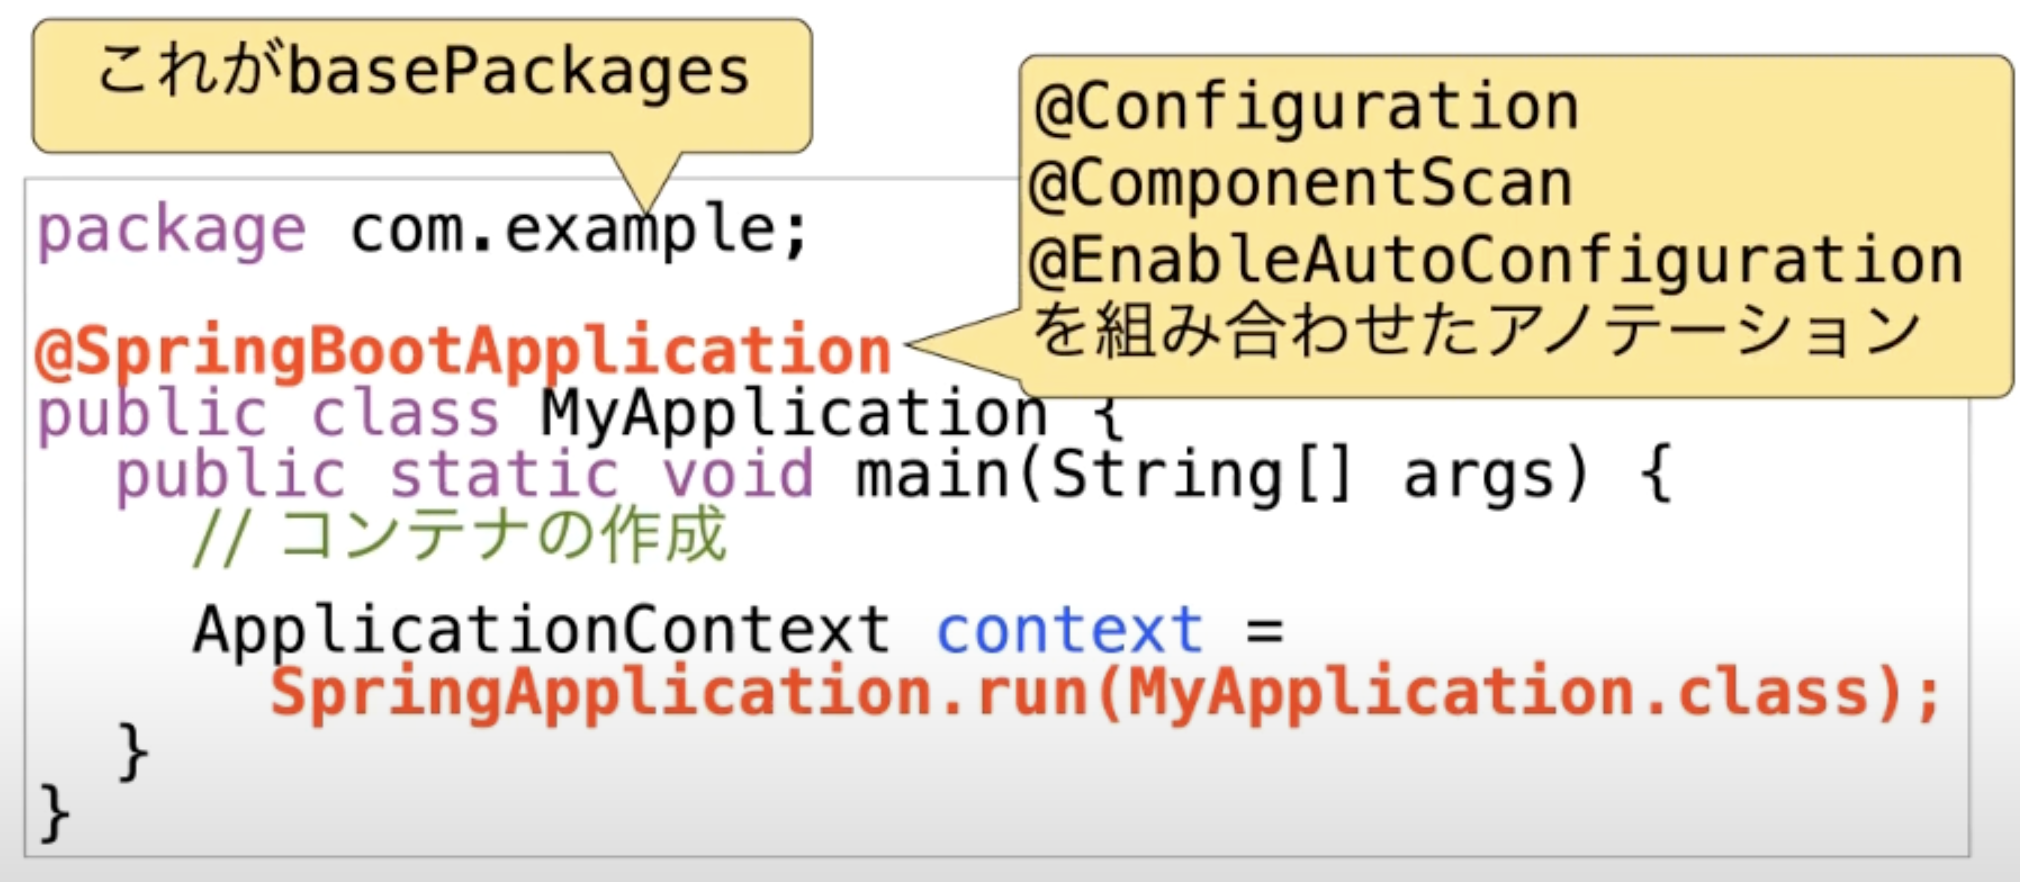 これがbasePackages
@Configuration
@ComponentScan
@EnableAutoConfiguration
を組み合わせたアノテーション
package com.example;
@SpringBootApplication
public class MyApplication {
public static void main(String[] args) {
// コンテナの作成
ApplicationContext context =
SpringApplication.run(MyApplication.class);
}
}